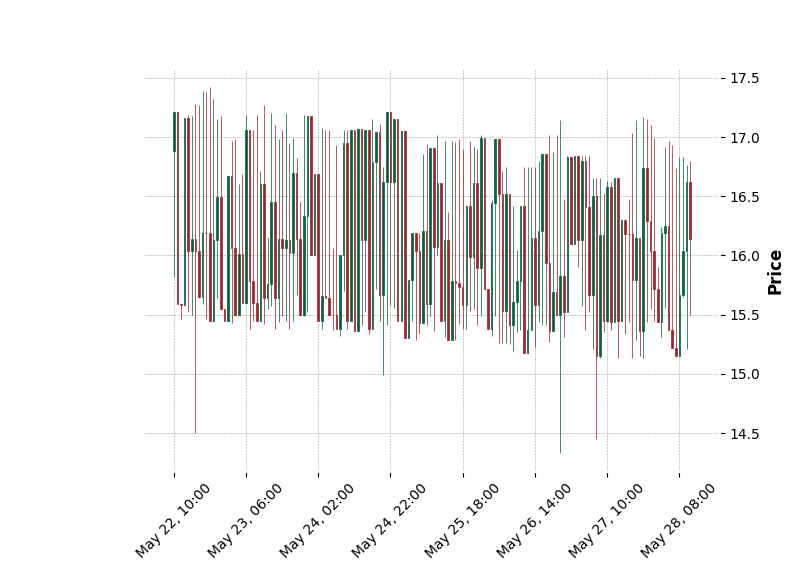 17.5
17.0
16.5
16.0
15.5
15.0
14.5
Price
May 22, 10:00
May 23, 06:00
May 24, 02:00
May 24, 22:00
May 25, 18:00
May 26, 14:00
May 27, 10:00
May 28, 08:00